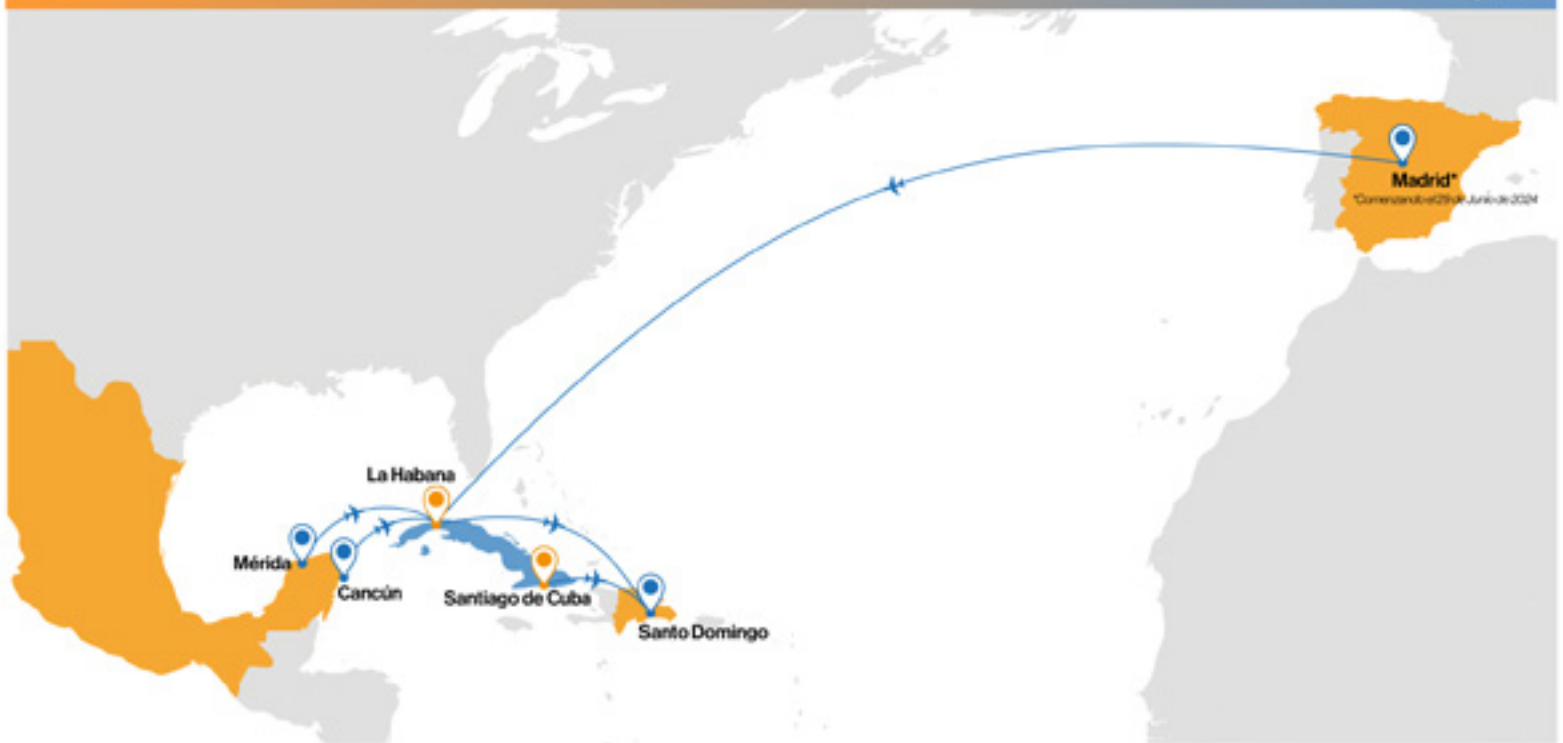 Madrid*
*Comenzando el 29 de Junio de 2024
La Habana
Mérida
Cancún
Santiago de Cuba
Santo Domingo